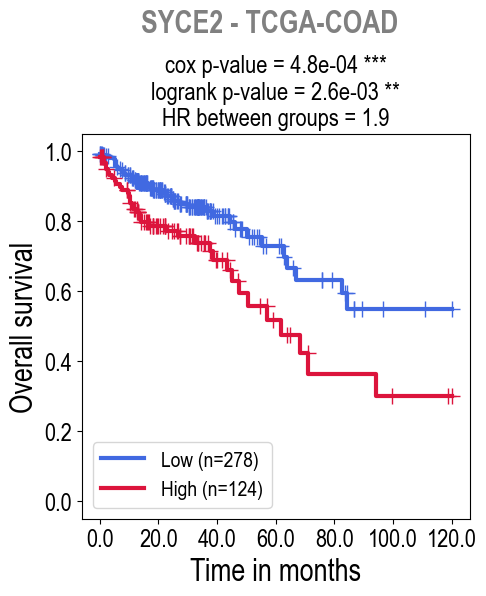 SYCE2 - TCGA-COAD
cox p-value = 4.8e-04 ***
logrank p-value = 2.6e-03 **
HR between groups = 1.9
1.0
0.8
0.6
0.4
0.2
0.0
Overall survival
Low (n=278)
High (n=124)
0.0 20.0 40.0 60.0 80.0 100.0 120.0
Time in months